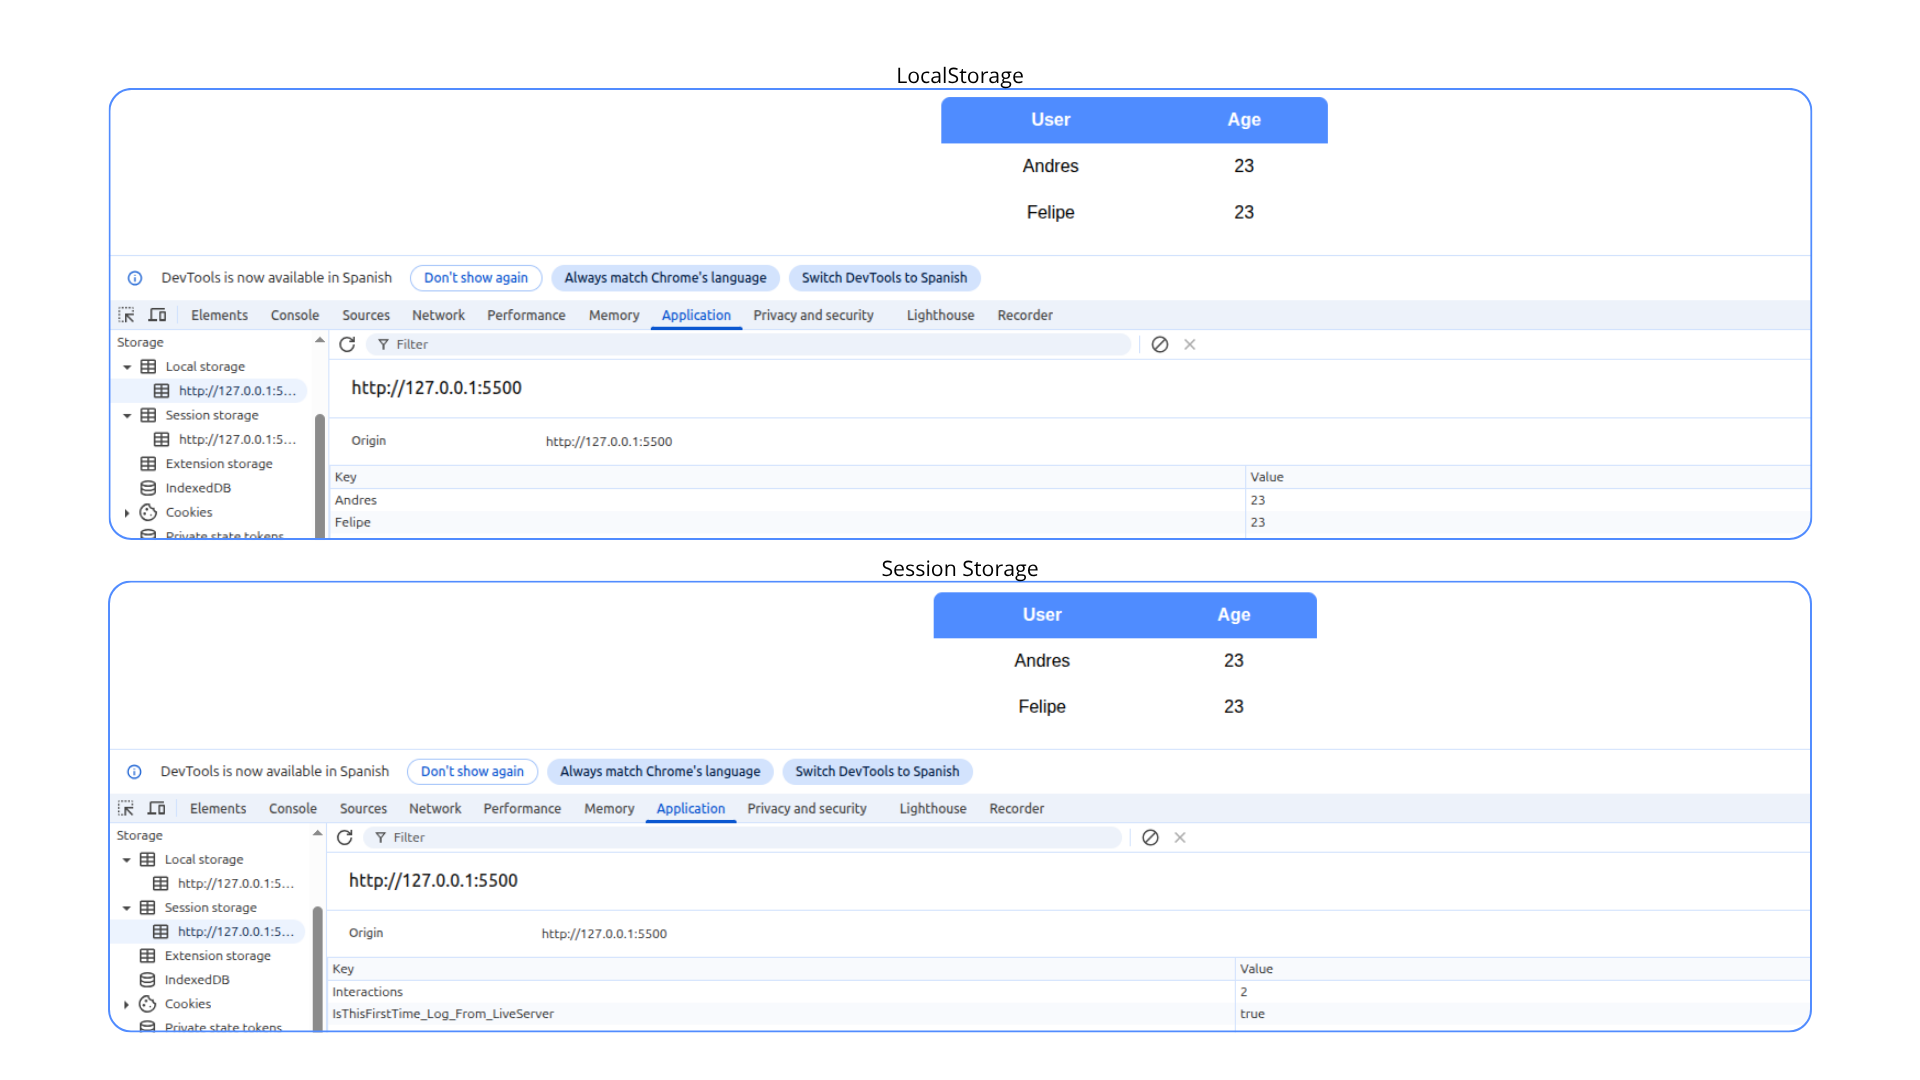 LocalStorage
User Age
Andres 23
Felipe 23
DevTools is now available in Spanish Don't show again Always match Chrome's language Switch DevTools to Spanish
Elements Console Sources Network Performance Memory Application Privacy and security Lighthouse Recorder
Storage
Filter
Local storage
http://127.0.0.1:5...
Session storage
http://127.0.0.1:5...
Extension storage
IndexedDB
Cookies
Private state tokens
http://127.0.0.1:5500
Origin http://127.0.0.1:5500
Key Value
Andres 23
Felipe 23
Session Storage
User Age
Andres 23
Felipe 23
DevTools is now available in Spanish Don't show again Always match Chrome's language Switch DevTools to Spanish
Elements Console Sources Network Performance Memory Application Privacy and security Lighthouse Recorder
Storage
Filter
Local storage
http://127.0.0.1:5...
Session storage
http://127.0.0.1:5...
Extension storage
IndexedDB
Cookies
Private state tokens
http://127.0.0.1:5500
Origin http://127.0.0.1:5500
Key Value
Interactions 2
IsThisFirstTime_Log_From_LiveServer true